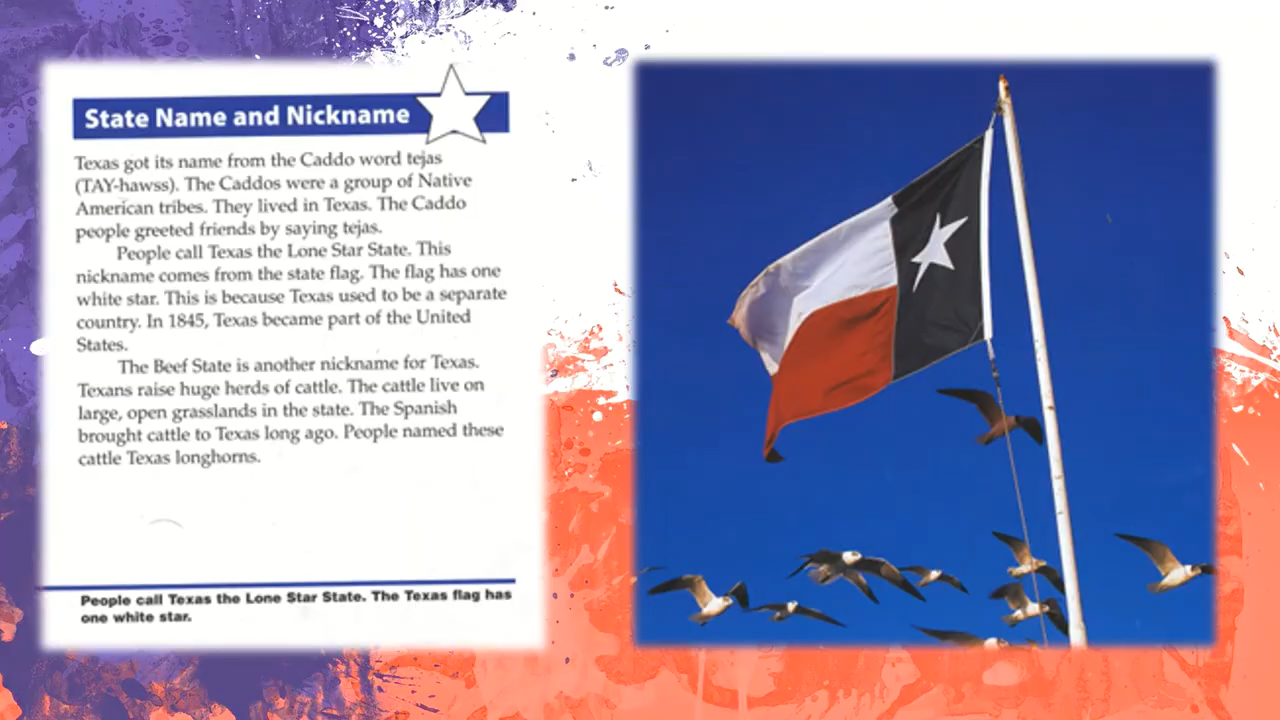 State Name and Nickname
Texas got its name from the Caddo word tejas
(TAY-hawss). The Caddos were a group of Native
American tribes. They lived in Texas. The Caddo
people greeted friends by saying tejas.
People call Texas the Lone Star State. This
nickname comes from the state flag. The flag has one
white star. This is because Texas used to be a separate
country. In 1845, Texas became part of the United
States.
The Beef State is another nickname for Texas.
Texans raise huge herds of cattle. The cattle live on
large, open grasslands in the state. The Spanish
brought cattle to Texas long ago. People named these
cattle Texas longhorns.
People call Texas the Lone Star State. The Texas flag has
one white star.